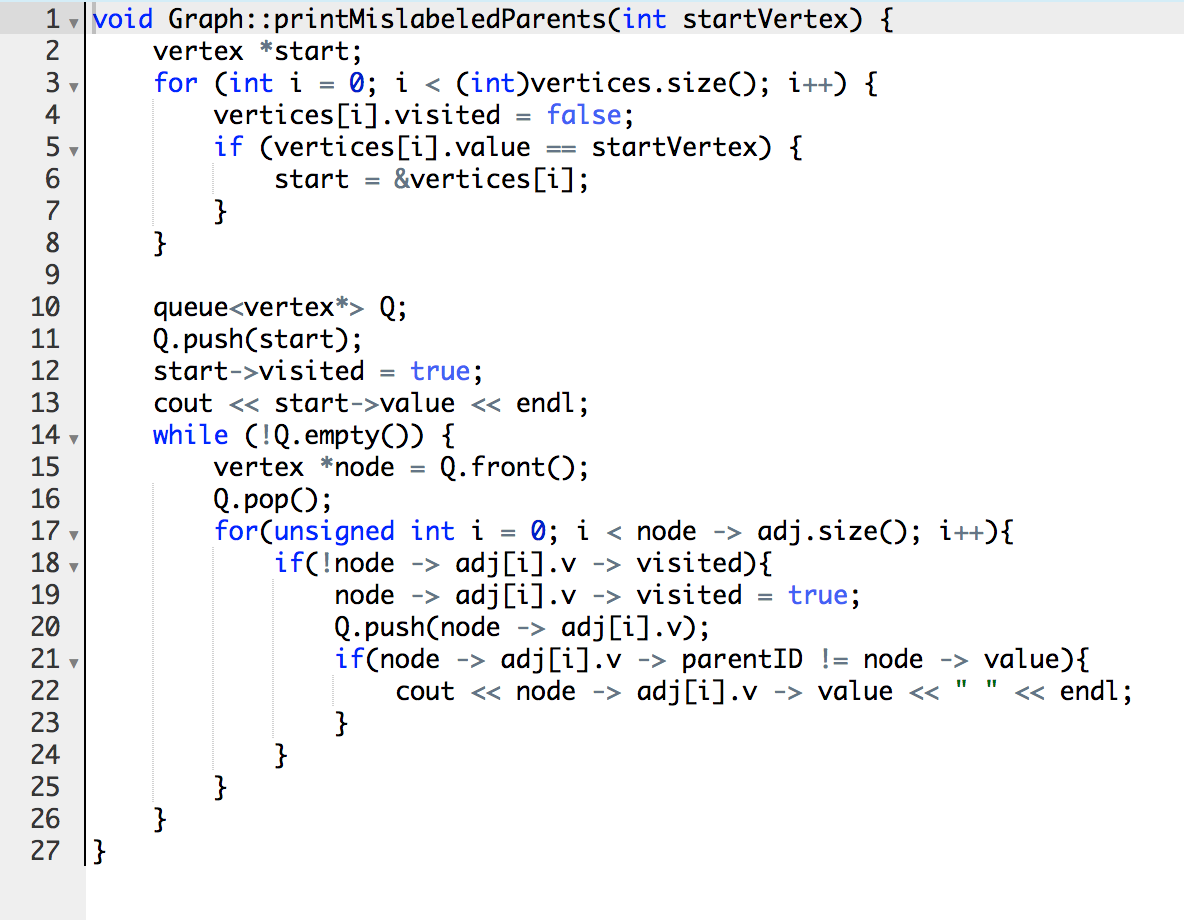 1 void Graph::printMislabeledParents(int startVertex) {
2     vertex *start;
3     for (int i = 0; i < (int)vertices.size(); i++) {
4         vertices[i].visited = false;
5         if (vertices[i].value == startVertex) {
6             start = &vertices[i];
7         }
8     }
9
10     queue<vertex*> Q;
11     Q.push(start);
12     start->visited = true;
13     cout << start->value << endl;
14     while (!Q.empty()) {
15         vertex *node = Q.front();
16         Q.pop();
17         for(unsigned int i = 0; i < node -> adj.size(); i++){
18             if(!node -> adj[i].v -> visited){
19                 node -> adj[i].v -> visited = true;
20                 Q.push(node -> adj[i].v);
21                 if(node -> adj[i].v -> parentID != node -> value){
22                     cout << node -> adj[i].v -> value << " " << endl;
23                 }
24             }
25         }
26     }
27 }